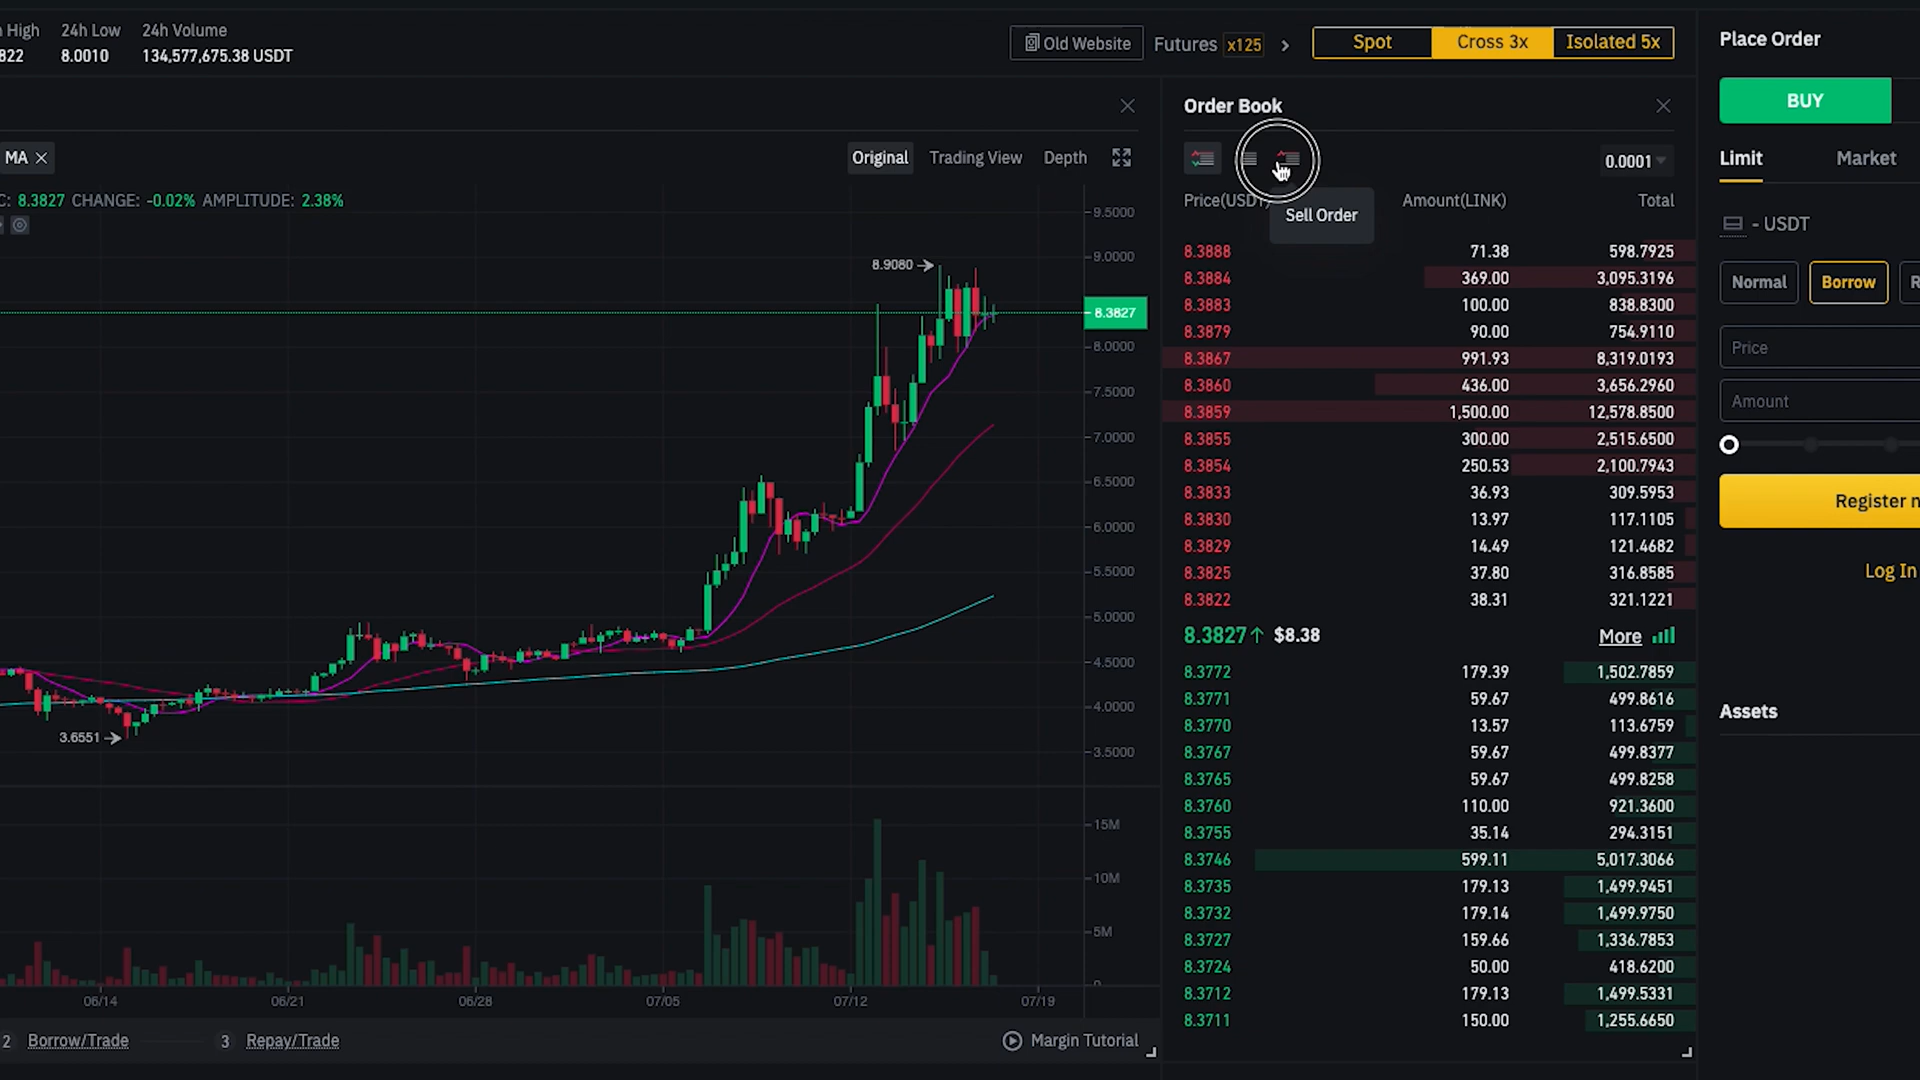 High 24h Low 24h Volume
822 8.0010 134,577,675.38 USDT
Old Website Futures x125 Spot Cross 3x Isolated 5x
MA Original Trading View Depth
C: 8.3827 CHANGE: -0.02% AMPLITUDE: 2.38%
9.5000
9.0000
8.9080
8.3827
8.0000
7.5000
7.0000
6.5000
6.0000
5.5000
5.0000
4.5000
4.0000
3.5000
3.6551
15M
10M
5M
0
06/14 06/21 06/28 07/05 07/12 07/19
2 Borrow/Trade 3 Repay/Trade Margin Tutorial
Order Book
0.0001
Price(USDT) Amount(LINK) Total
Sell Order
8.3888 71.38 598.7925
8.3884 369.00 3,095.3196
8.3883 100.00 838.8300
8.3879 90.00 754.9110
8.3867 991.93 8,319.0193
8.3860 436.00 3,656.2960
8.3859 1,500.00 12,578.8500
8.3855 300.00 2,515.6500
8.3854 250.53 2,100.7943
8.3833 36.93 309.5953
8.3830 13.97 117.1105
8.3829 14.49 121.4682
8.3825 37.80 316.8585
8.3822 38.31 321.1221
8.3827↑ $8.38 More
8.3772 179.39 1,502.7859
8.3771 59.67 499.8616
8.3770 13.57 113.6759
8.3767 59.67 499.8377
8.3765 59.67 499.8258
8.3760 110.00 921.3600
8.3755 35.14 294.3151
8.3746 599.11 5,017.3066
8.3735 179.13 1,499.9451
8.3732 179.14 1,499.9750
8.3727 159.66 1,336.7853
8.3724 50.00 418.6200
8.3712 179.13 1,499.5331
8.3711 150.00 1,255.6650
Place Order
BUY
Limit Market
- USDT
Normal Borrow R
Price
Amount
Register n
Log In
Assets